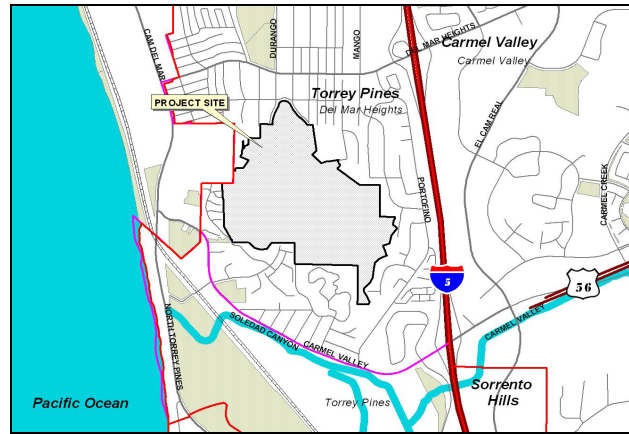 CAM DEL MAR
DURANGO
MANGO
DEL MAR HEIGHTS
Carmel Valley
Carmel Valley
Torrey Pines
Del Mar Heights
PROJECT SITE
EL CAM REAL
PORTOFINO
CARMEL CREEK
5
56
CARMEL VALLEY
NORTH TORREY PINES
SOLEDAD CANYON
CARMEL VALLEY
Sorrento
Hills
Torrey Pines
Pacific Ocean